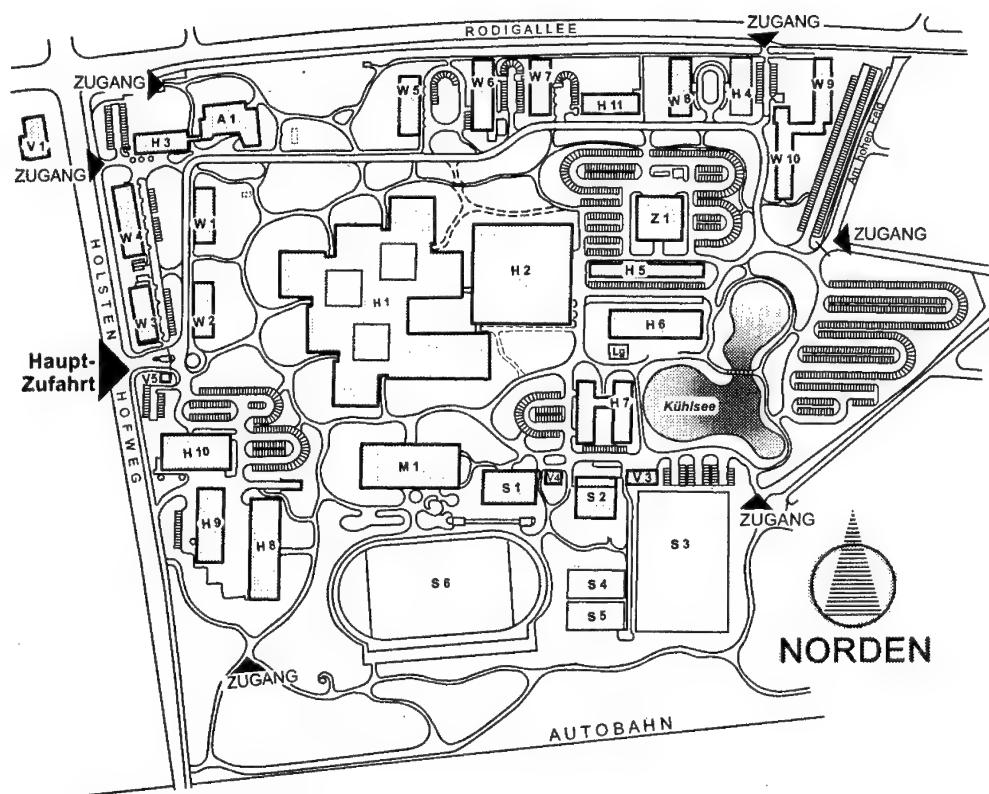 ZUGANG
RODIGALLEE
ZUGANG
W 7
W 6
W 5
W 8
H 4
W 9
H 11
A 1
V 1
H 3
W 10
Am hohen Feld
ZUGANG
W 4
W 1
Z 1
ZUGANG
HOLSTEN
H 2
H 5
H 1
W 3
W 2
H 6
Lg
Haupt-
Zufahrt
V5
HOFWEG
H 7
Kühlsee
H 10
M 1
S 1
V4
V 3
S 2
ZUGANG
H 9
H 8
S 3
S 6
S 4
S 5
NORDEN
ZUGANG
AUTOBAHN